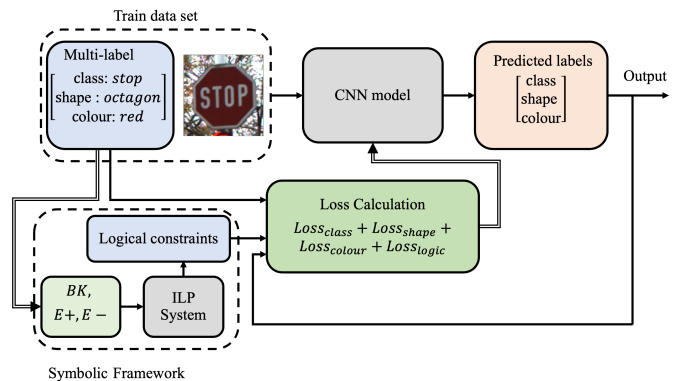 Train data set
Multi-label
class: stop
shape : octagon
colour: red
STOP
CNN model
Predicted labels
class
shape
colour
Output
Loss Calculation
Loss_class + Loss_shape +
Loss_colour + Loss_logic
Logical constraints
BK,
E+, E −
ILP
System
Symbolic Framework